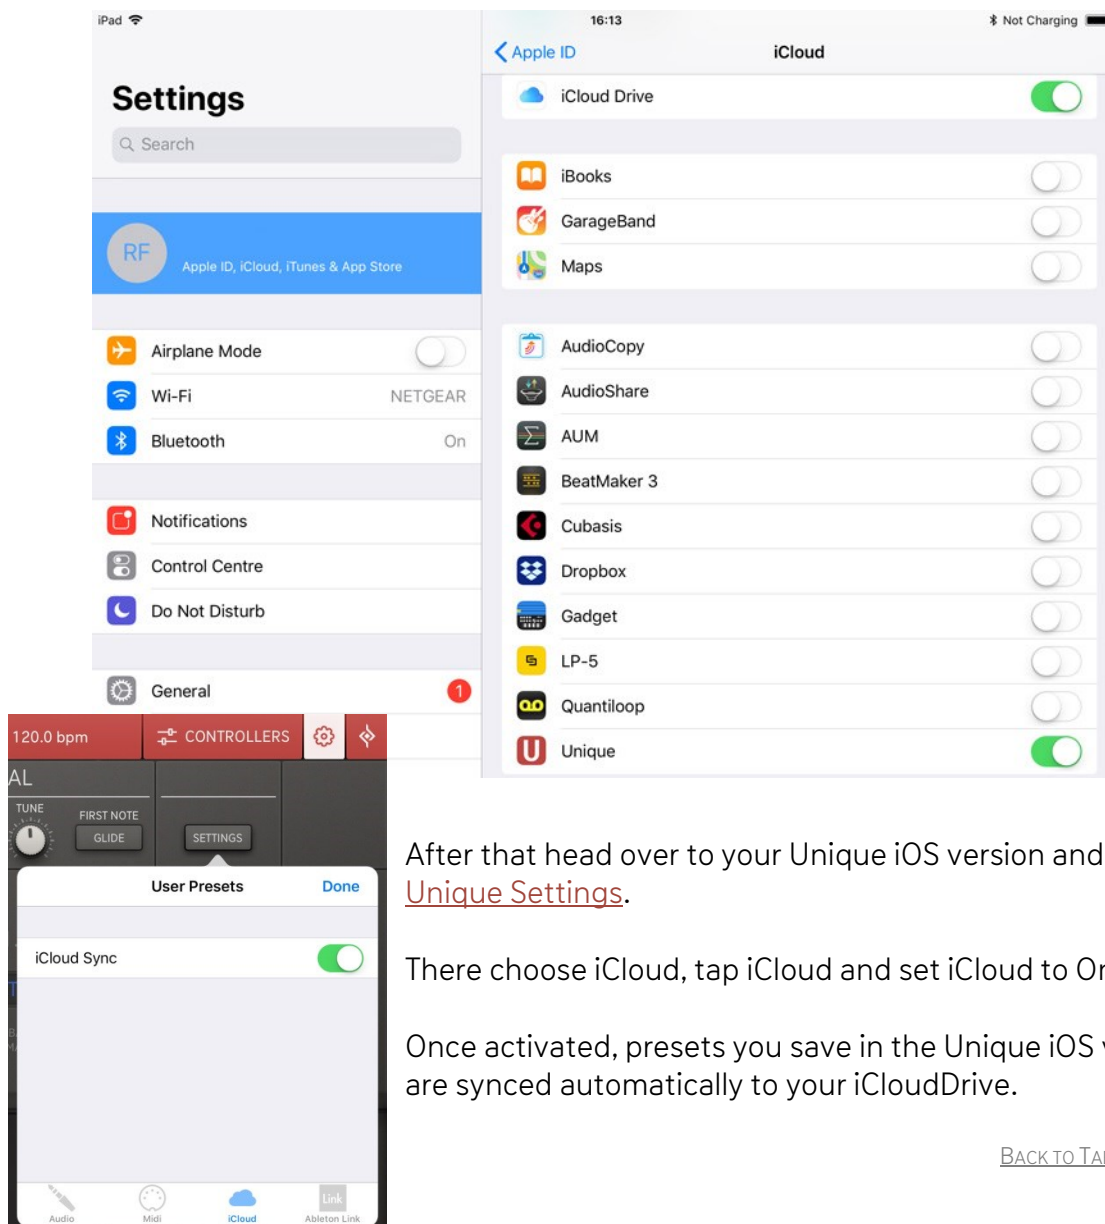 iPad
16:13
Not Charging
Apple ID
iCloud
Settings
Search
RF
Apple ID, iCloud, iTunes & App Store
Airplane Mode
Wi-Fi NETGEAR
Bluetooth On
Notifications
Control Centre
Do Not Disturb
General 1
iCloud Drive
iBooks
GarageBand
Maps
AudioCopy
AudioShare
AUM
BeatMaker 3
Cubasis
Dropbox
Gadget
LP-5
Quantiloop
Unique
120.0 bpm
CONTROLLERS
AL
TUNE
FIRST NOTE
GLIDE
SETTINGS
User Presets Done
iCloud Sync
Audio Midi iCloud Link Ableton Link
After that head over to your Unique iOS version and
Unique Settings.
There choose iCloud, tap iCloud and set iCloud to On
Once activated, presets you save in the Unique iOS
are synced automatically to your iCloudDrive.
BACK TO